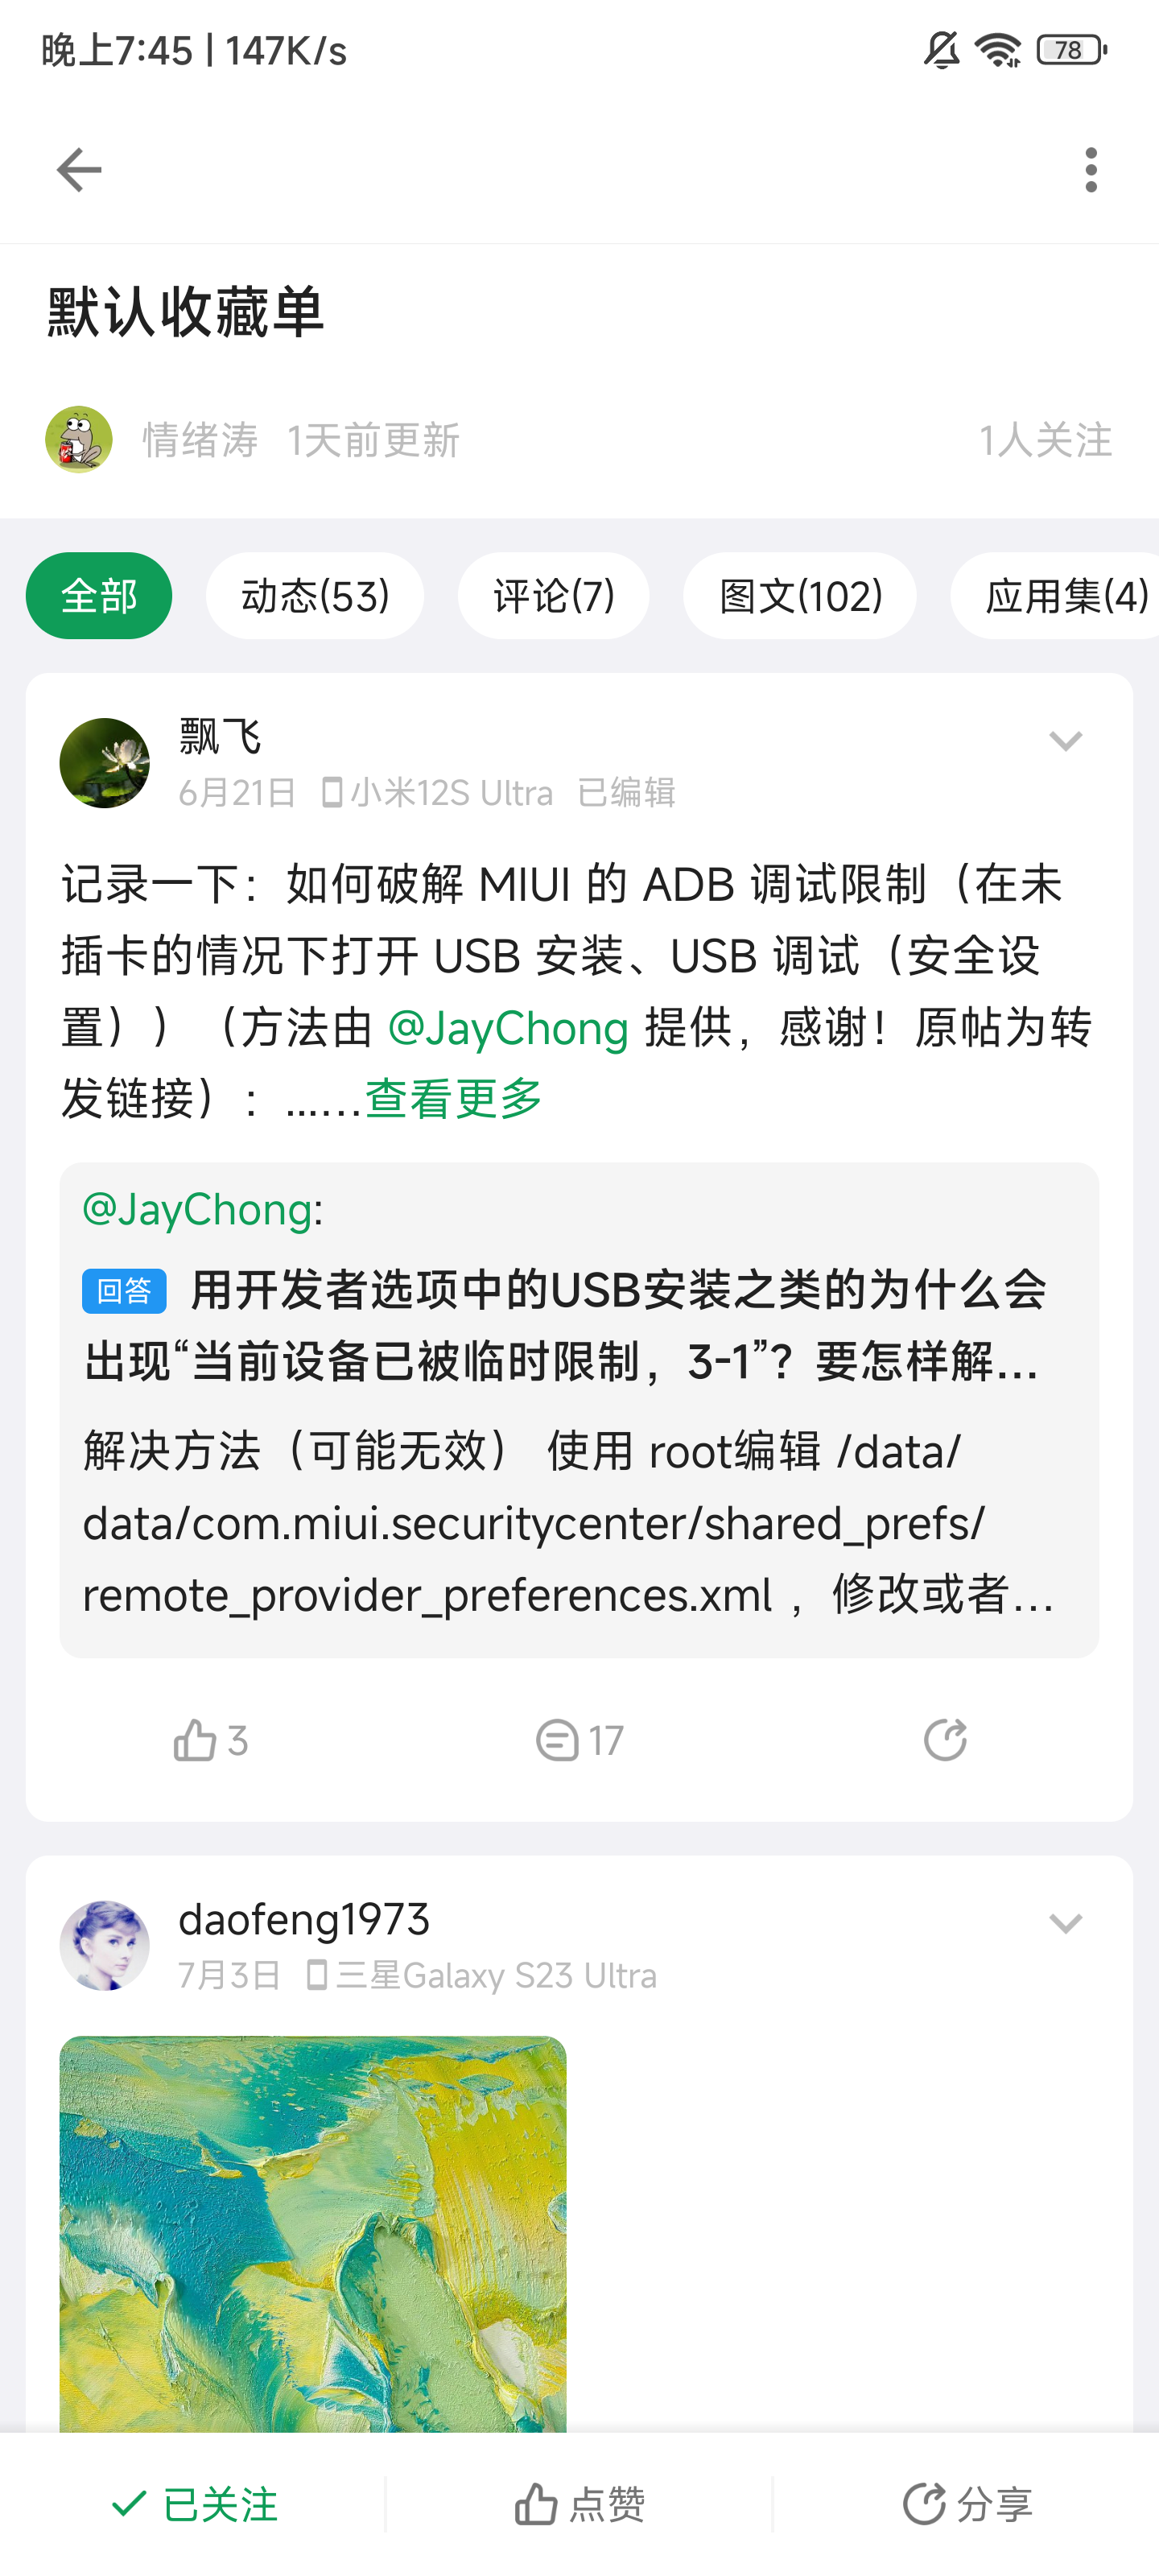 晚上7:45 | 147K/s
78
默认收藏单
情绪涛 1天前更新 1人关注
全部 动态(53) 评论(7) 图文(102) 应用集(4)
飘飞
6月21日 小米12S Ultra 已编辑
记录一下：如何破解 MIUI 的 ADB 调试限制（在未
插卡的情况下打开 USB 安装、USB 调试（安全设
置））（方法由 @JayChong 提供，感谢！原帖为转
发链接）：...…查看更多
@JayChong:
回答 用开发者选项中的USB安装之类的为什么会
出现“当前设备已被临时限制，3-1”？要怎样解...
解决方法（可能无效） 使用 root编辑 /data/
data/com.miui.securitycenter/shared_prefs/
remote_provider_preferences.xml ，修改或者...
3 17
daofeng1973
7月3日 三星Galaxy S23 Ultra
已关注 点赞 分享